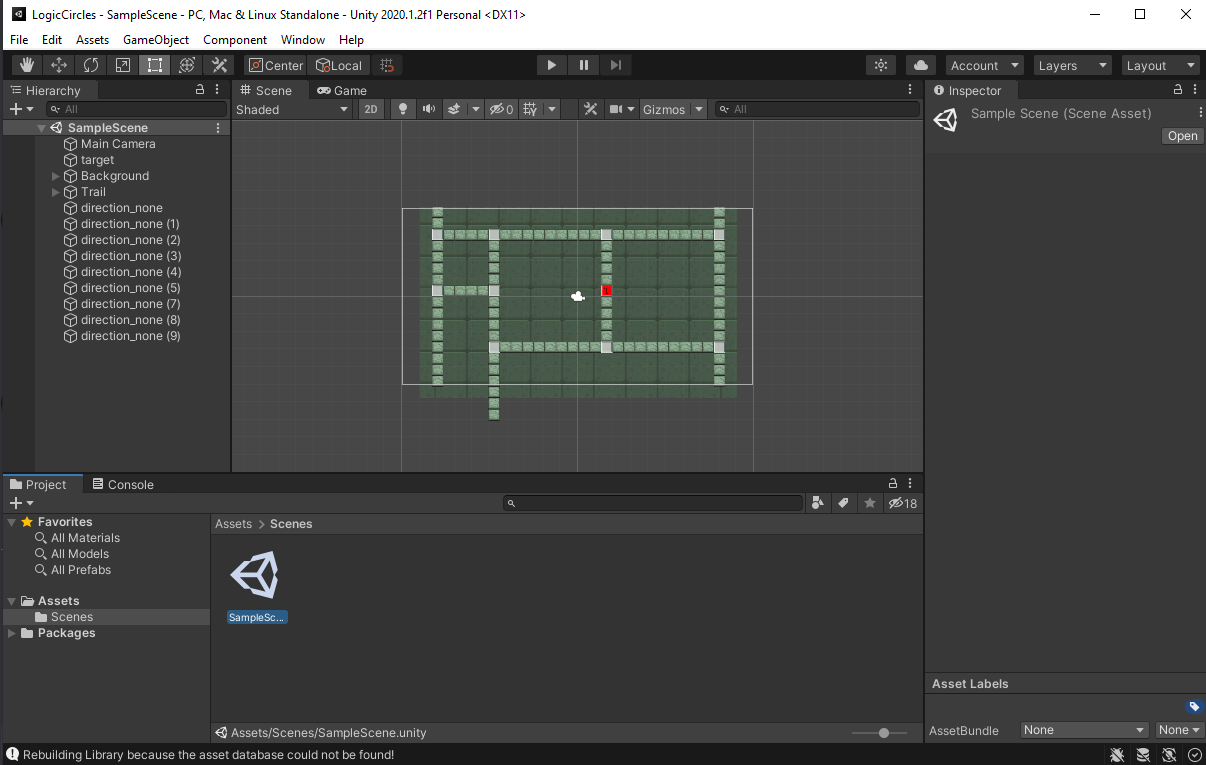 LogicCircles - SampleScene - PC, Mac & Linux Standalone - Unity 2020.1.2f1 Personal <DX11>
File Edit Assets GameObject Component Window Help
Center Local Account Layers Layout
Hierarchy
All
SampleScene
Main Camera
target
Background
Trail
direction_none
direction_none (1)
direction_none (2)
direction_none (3)
direction_none (4)
direction_none (5)
direction_none (7)
direction_none (8)
direction_none (9)
Scene Game
Shaded 2D 0 Gizmos All
Inspector
Sample Scene (Scene Asset)
Open
Project Console
18
Favorites
All Materials
All Models
All Prefabs
Assets
Scenes
Packages
Assets > Scenes
SampleSc...
Assets/Scenes/SampleScene.unity
Asset Labels
AssetBundle None None
Rebuilding Library because the asset database could not be found!